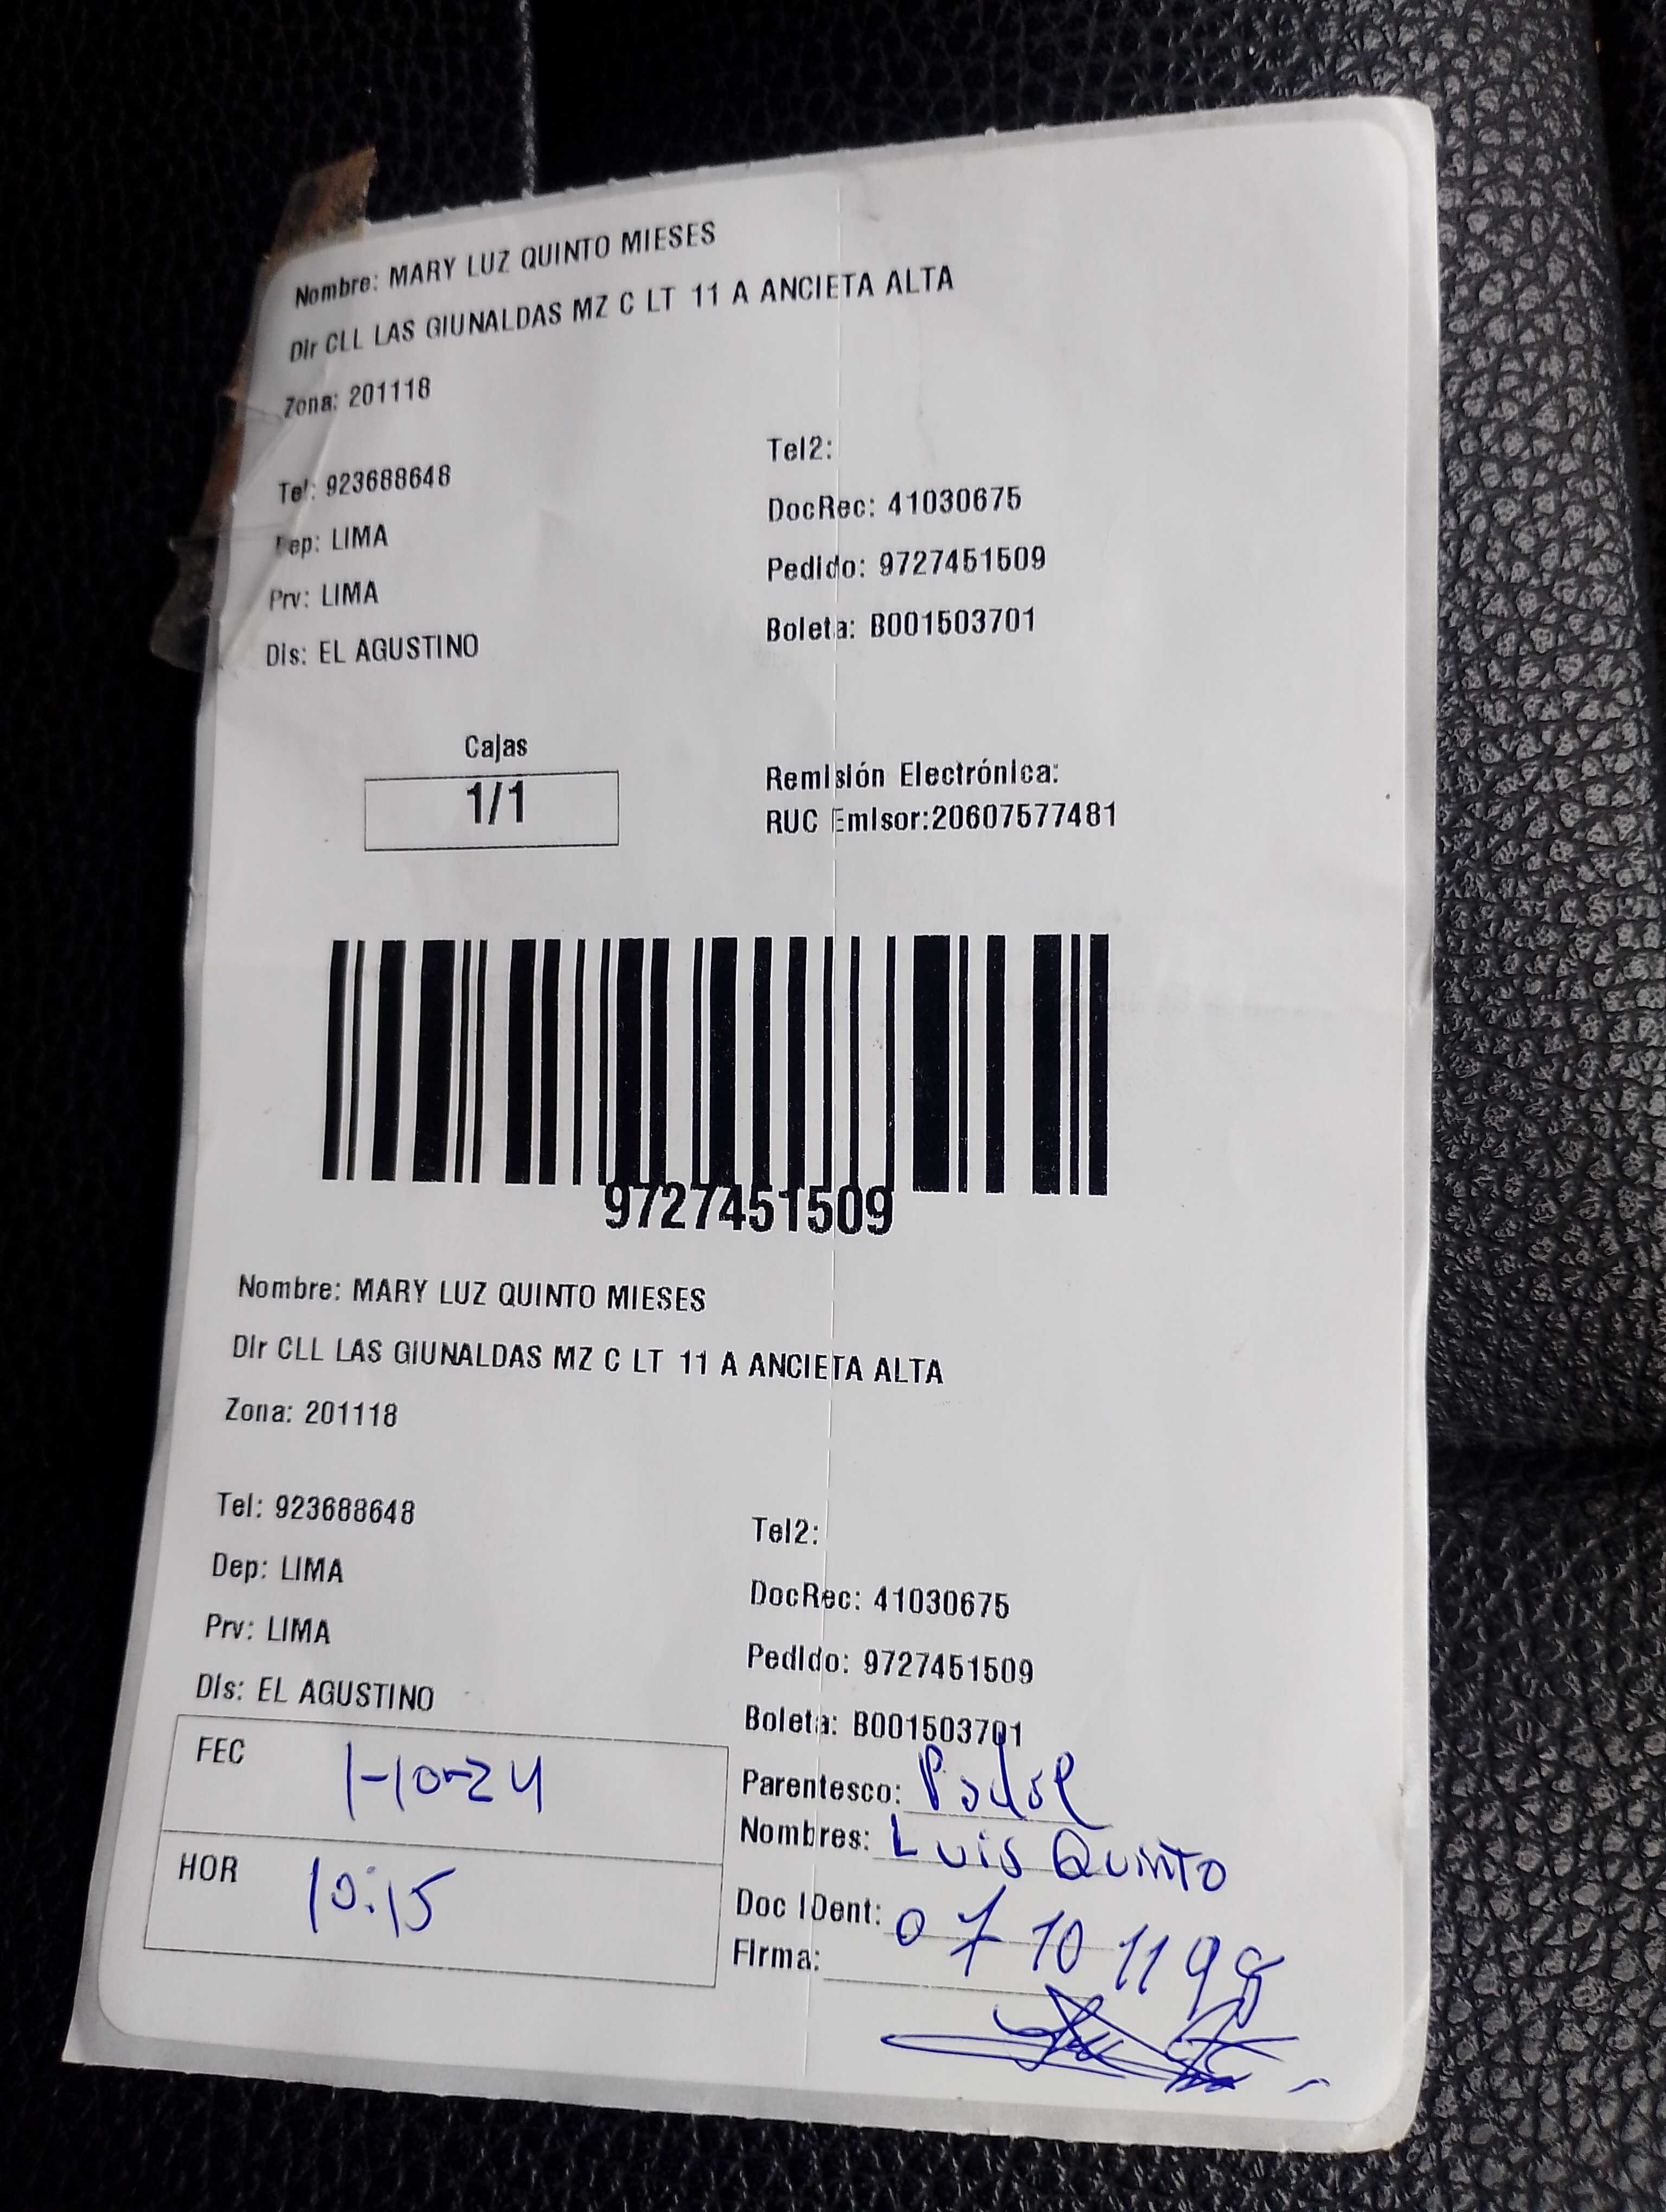 Nombre: MARY LUZ QUINTO MIESES
Dir CLL LAS GIUNALDAS MZ C LT 11 A ANCIETA ALTA
Zona: 201118
Tel: 923688648
Tel2:
Dep: LIMA
DocRec: 41030675
Prv: LIMA
Pedido: 9727451509
Dis: EL AGUSTINO
Boleta: B001503701
Cajas
1/1
Remisión Electrónica:
RUC Emisor:20607577481
9727451509
Nombre: MARY LUZ QUINTO MIESES
Dir CLL LAS GIUNALDAS MZ C LT 11 A ANCIETA ALTA
Zona: 201118
Tel: 923688648
Tel2:
Dep: LIMA
DocRec: 41030675
Prv: LIMA
Pedido: 9727451509
Dis: EL AGUSTINO
Boleta: B001503701
FEC 1-10-24
Parentesco: Padre
Nombres: Luis Quinto
HOR 10:15
Doc IDent: 07101198
Firma: